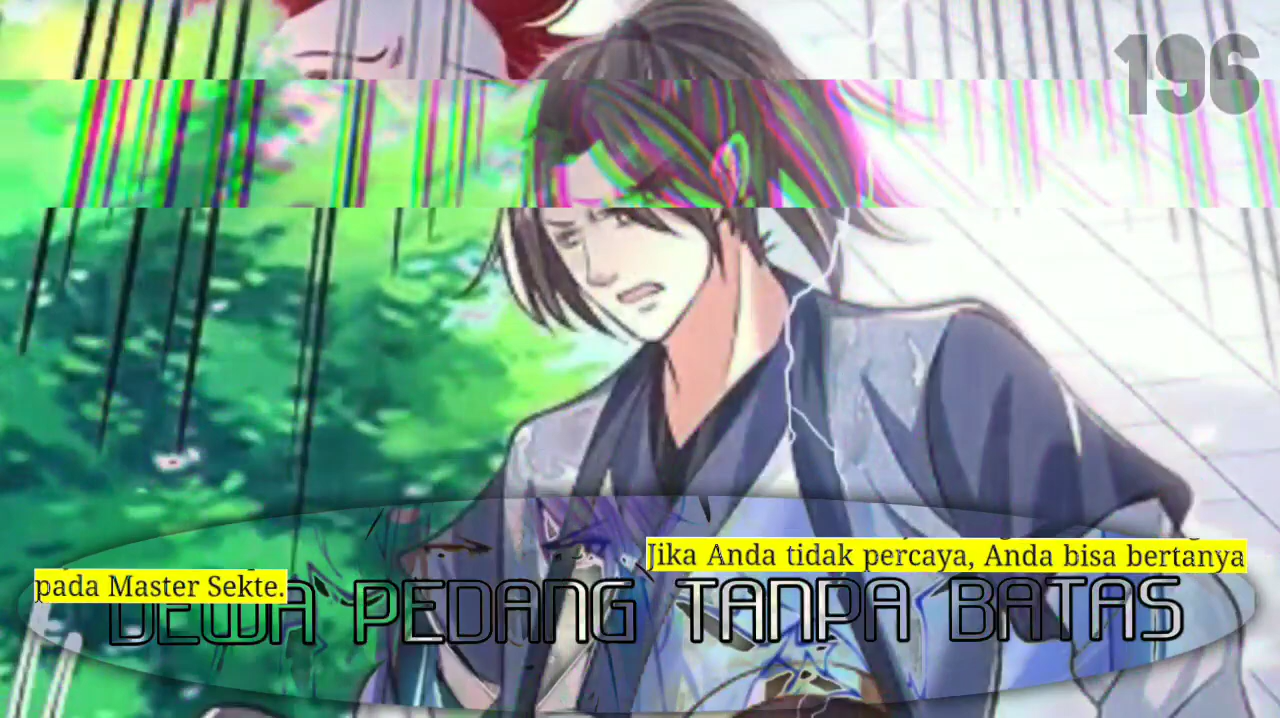 196
Jika Anda tidak percaya, Anda bisa bertanya
pada Master Sekte.
DEWA PEDANG TANPA BATAS